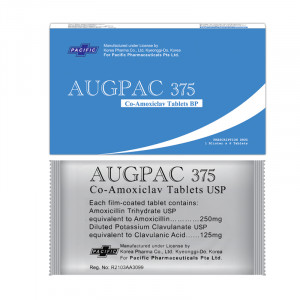 PACIFIC
Manufactured under License by
Korea Pharma Co., Ltd. Kyeonggi-Do, Korea
For Pacific Pharmaceuticals Pte Ltd.
AUGPAC 375
Co-Amoxiclav Tablets BP
PRESCRIPTION DRUG
1 Blister x 6 Tablets
AUGPAC 375
Co-Amoxiclav Tablets USP
Each film-coated tablet contains:
Amoxicillin Trihydrate USP
equivalent to Amoxicillin ............ 250mg
Diluted Potassium Clavulanate USP
equivalent to Clavulanic Acid ...... 125mg
PACIFIC
Manufactured under License by
Korea Pharma Co., Ltd. Kyeonggi-Do, Korea
For Pacific Pharmaceuticals Pte Ltd.
Reg. No: R2103AA3099